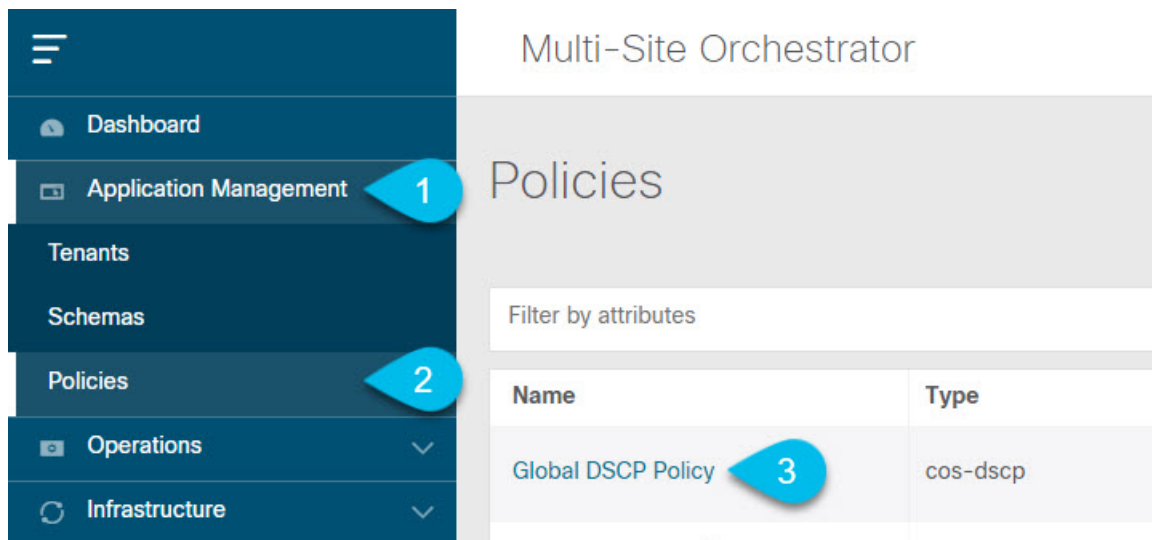 Multi-Site Orchestrator
Dashboard
Application Management 1
Tenants
Schemas
Policies 2
Operations
Infrastructure
Policies
Filter by attributes
Name Type
Global DSCP Policy 3 cos-dscp